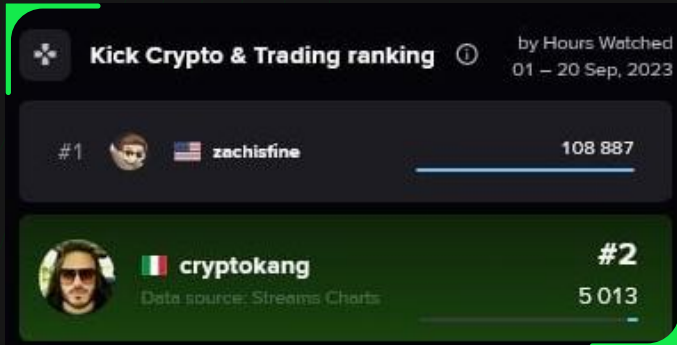 Kick Crypto & Trading ranking
by Hours Watched
01 – 20 Sep, 2023
#1 zachisfine 108 887
cryptokang #2
Data source: Streams Charts 5 013